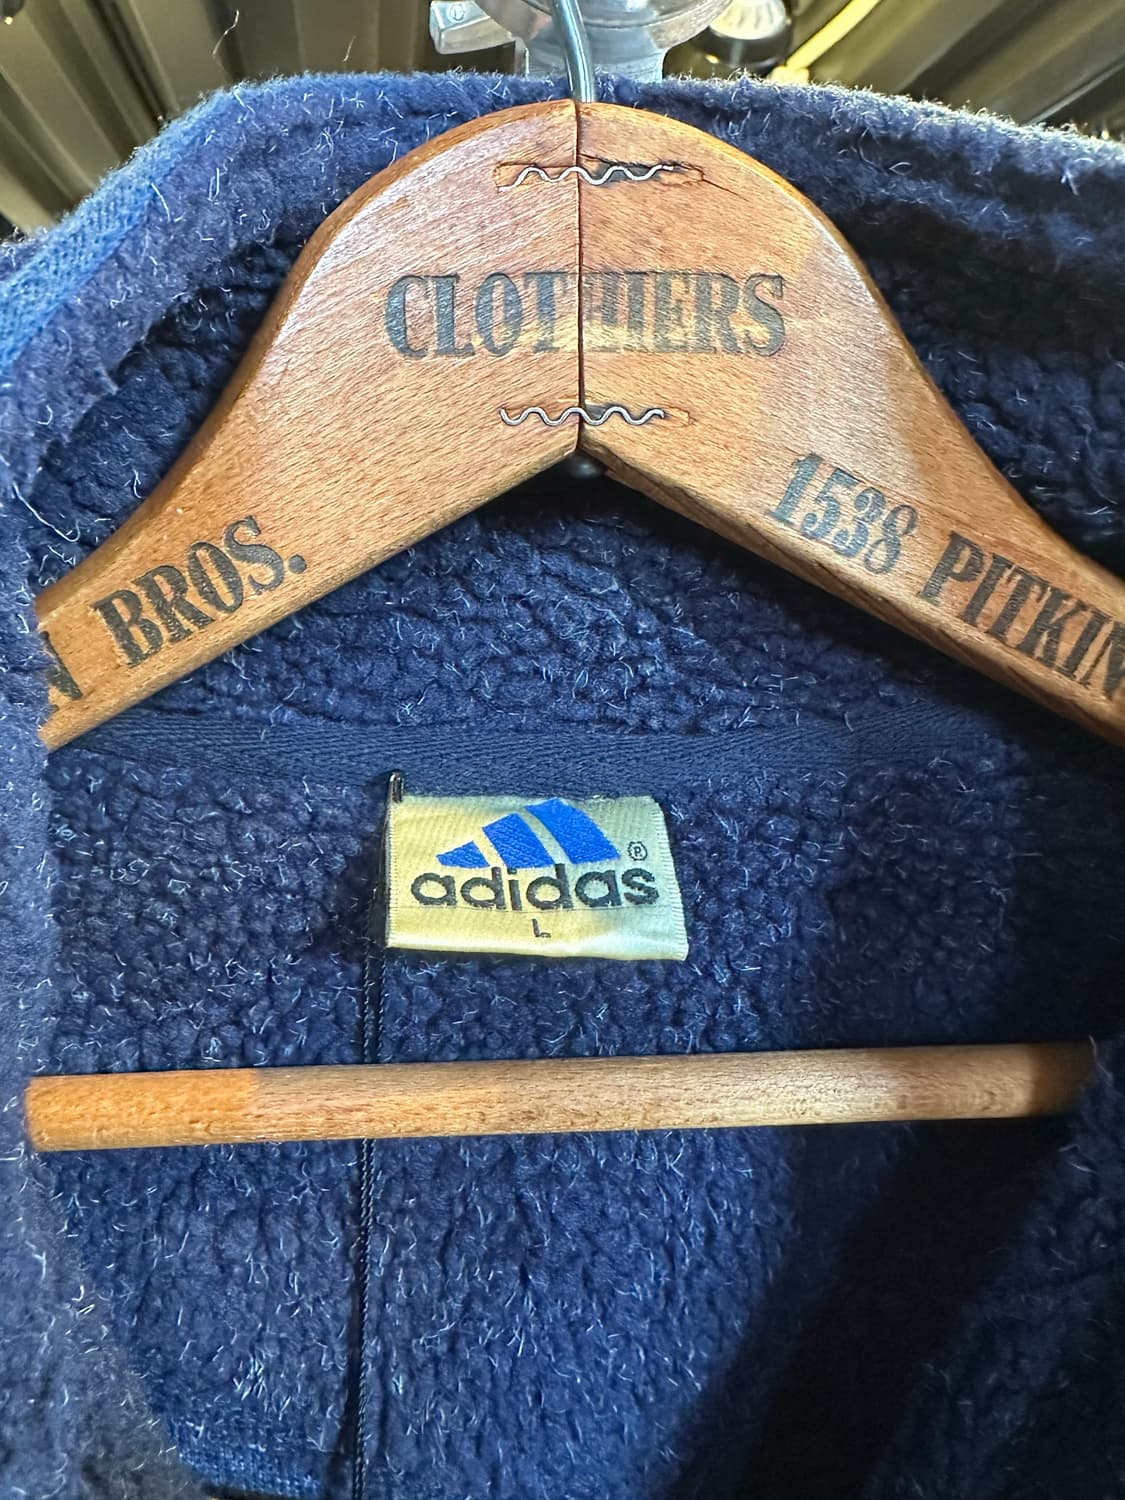 CLOTHIERS
BROS.
1538 PITKIN
adidas®
L